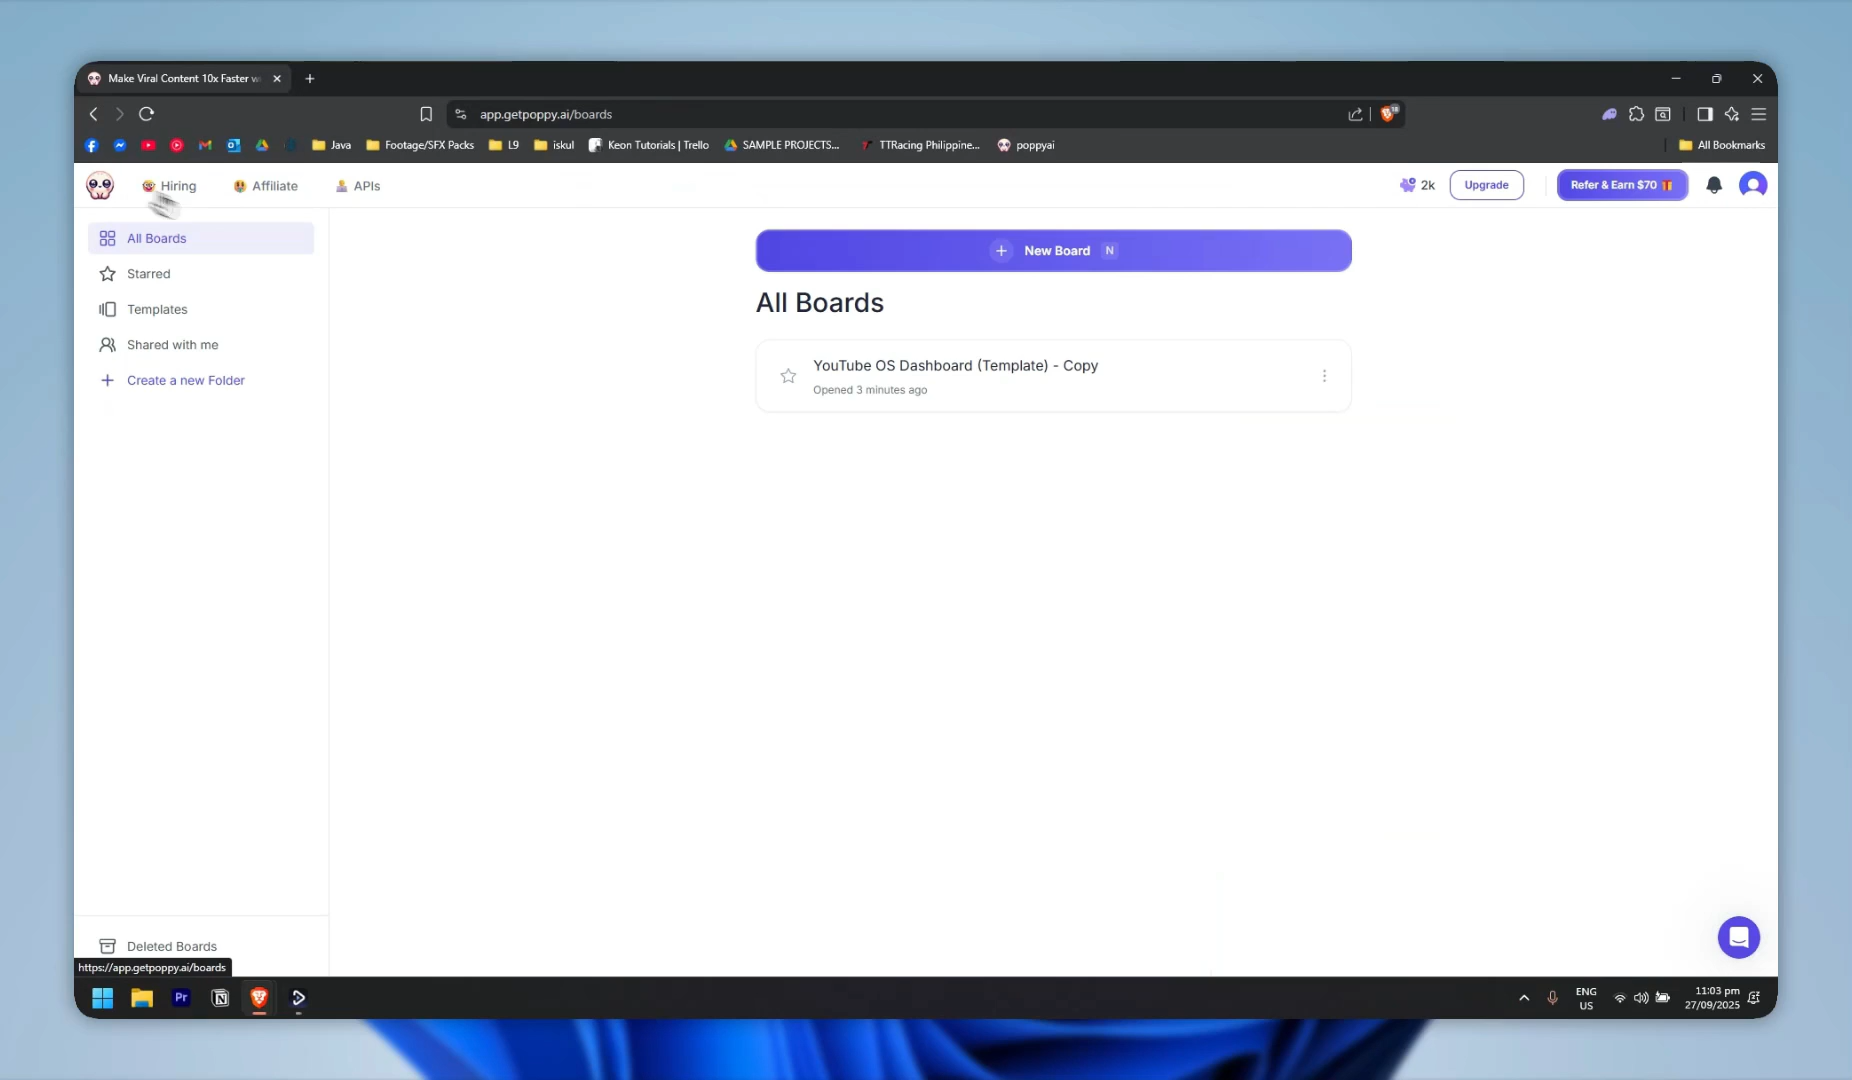 Make Viral Content 10x Faster w
app.getpoppy.ai/boards
18
Java
Footage/SFX Packs
L9
iskul
Keon Tutorials | Trello
SAMPLE PROJECTS...
TTRacing Philippine...
poppyai
All Bookmarks
Hiring
Affiliate
APIs
2k
Upgrade
Refer & Earn $70
All Boards
Starred
Templates
Shared with me
Create a new Folder
New Board N
All Boards
YouTube OS Dashboard (Template) - Copy
Opened 3 minutes ago
Deleted Boards
https://app.getpoppy.ai/boards
Pr
ENG
US
11:03 pm
27/09/2025